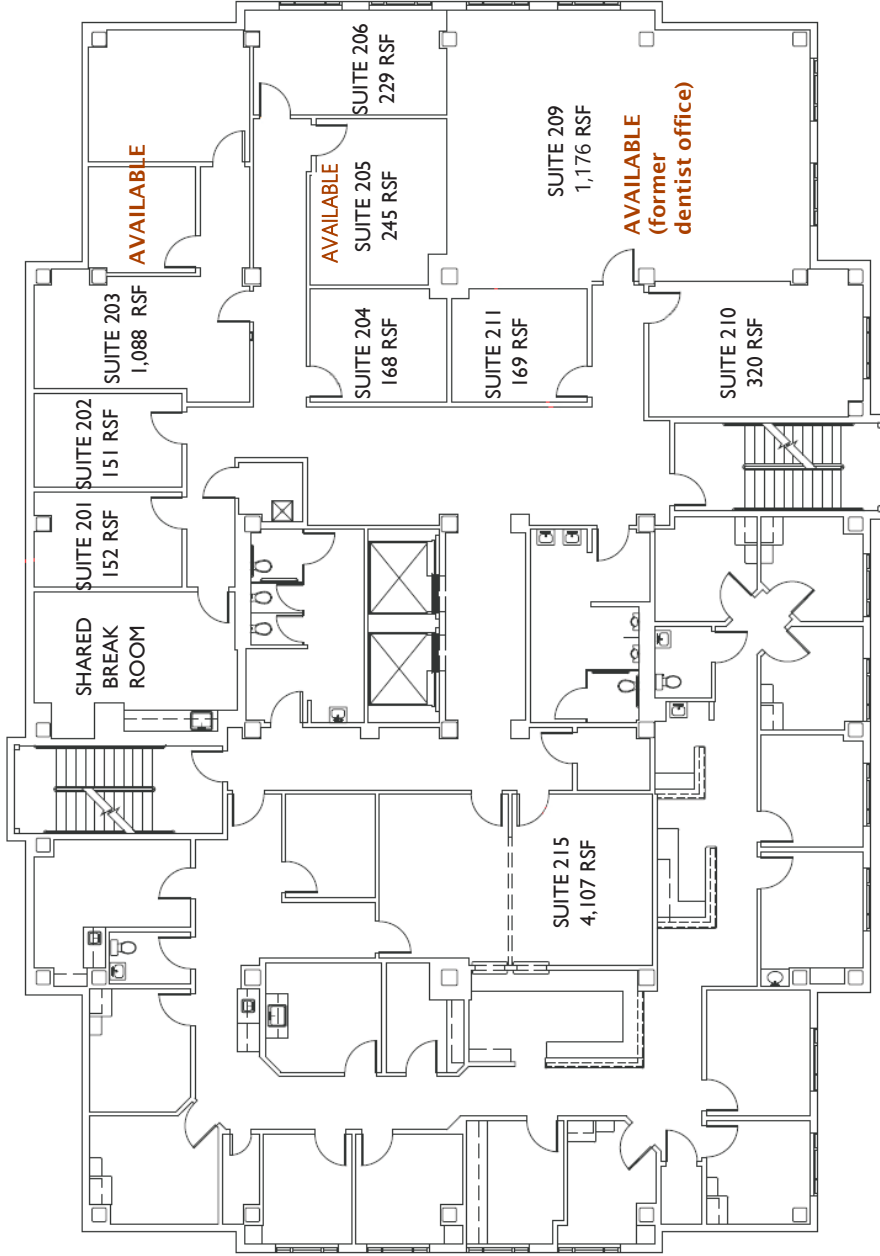 SHARED
BREAK
ROOM
SUITE 201
152 RSF
SUITE 202
151 RSF
SUITE 203
1,088 RSF
AVAILABLE
SUITE 204
168 RSF
AVAILABLE
SUITE 205
245 RSF
SUITE 206
229 RSF
SUITE 211
169 RSF
SUITE 209
1,176 RSF
AVAILABLE
(former
dentist office)
SUITE 210
320 RSF
SUITE 215
4,107 RSF